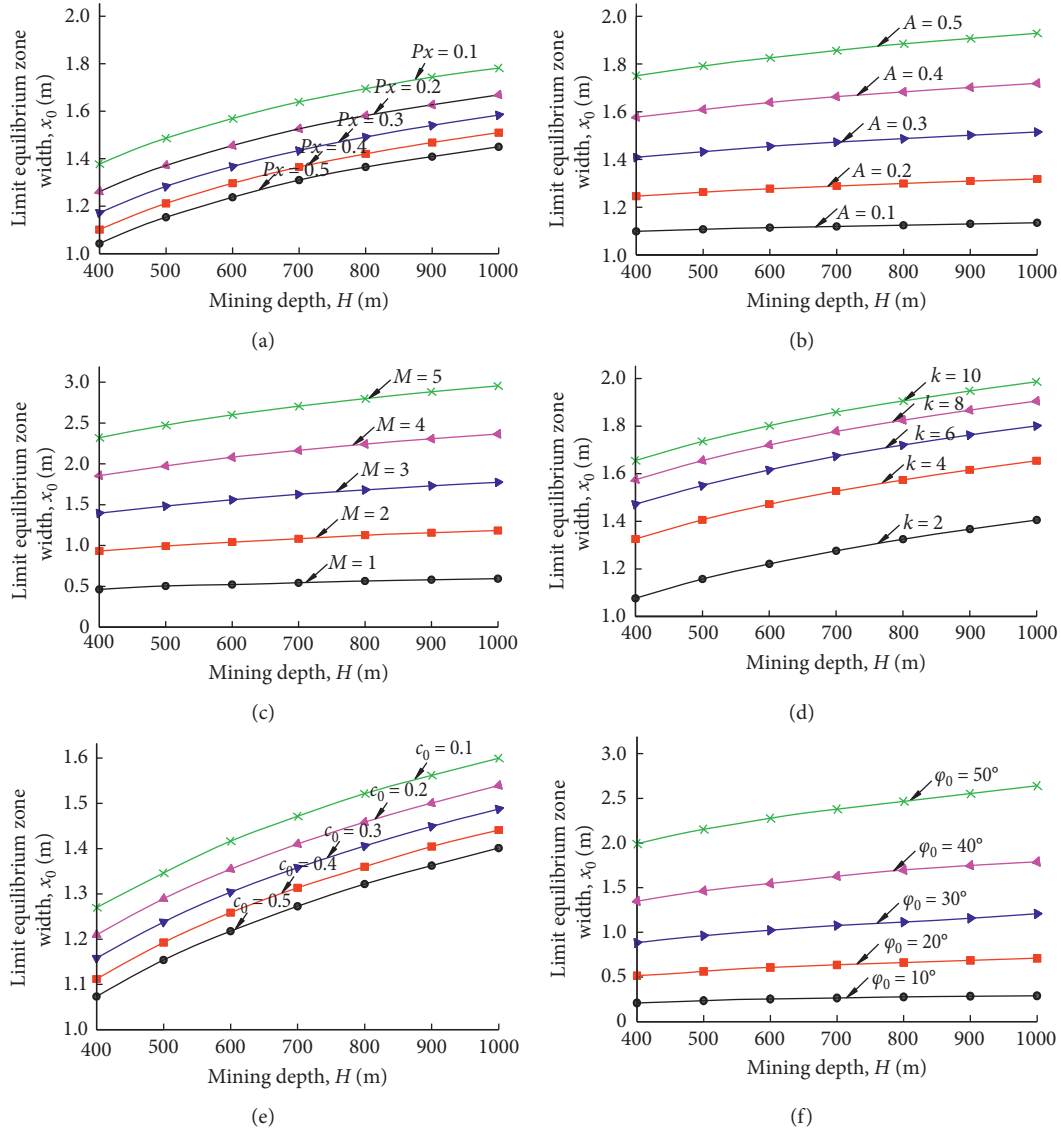 Limit equilibrium zone
width, x0 (m)
2.0
1.8
1.6
1.4
1.2
1.0
Px = 0.1
Px = 0.2
Px = 0.3
Px = 0.4
Px = 0.5
400 500 600 700 800 900 1000
Mining depth, H (m)
(a)
Limit equilibrium zone
width, x0 (m)
2.0
1.8
1.6
1.4
1.2
1.0
A = 0.5
A = 0.4
A = 0.3
A = 0.2
A = 0.1
400 500 600 700 800 900 1000
Mining depth, H (m)
(b)
Limit equilibrium zone
width, x0 (m)
3.0
2.5
2.0
1.5
1.0
0.5
0
M = 5
M = 4
M = 3
M = 2
M = 1
400 500 600 700 800 900 1000
Mining depth, H (m)
(c)
Limit equilibrium zone
width, x0 (m)
2.0
1.8
1.6
1.4
1.2
1.0
k = 10
k = 8
k = 6
k = 4
k = 2
400 500 600 700 800 900 1000
Mining depth, H (m)
(d)
Limit equilibrium zone
width, x0 (m)
1.6
1.5
1.4
1.3
1.2
1.1
1.0
c0 = 0.1
c0 = 0.2
c0 = 0.3
c0 = 0.4
c0 = 0.5
400 500 600 700 800 900 1000
Mining depth, H (m)
(e)
Limit equilibrium zone
width, x0 (m)
3.0
2.5
2.0
1.5
1.0
0.5
0
φ0 = 50°
φ0 = 40°
φ0 = 30°
φ0 = 20°
φ0 = 10°
400 500 600 700 800 900 1000
Mining depth, H (m)
(f)